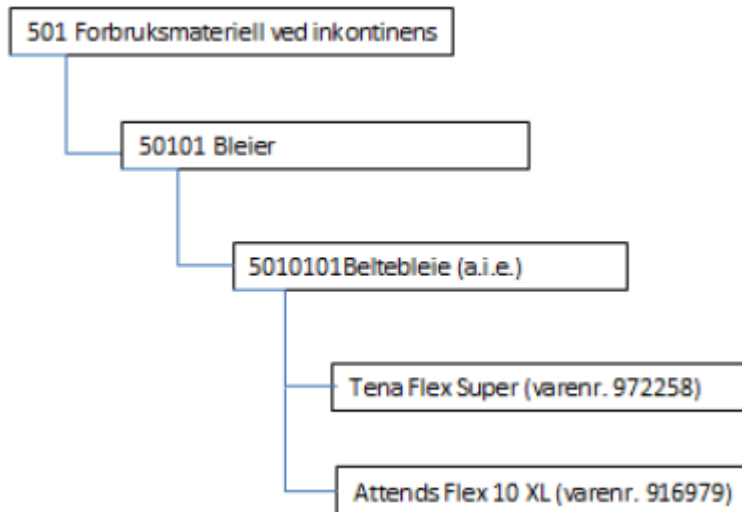 501 Forbruksmateriell ved inkontinens
50101 Bleier
5010101Beltebleie (a.i.e.)
Tena Flex Super (varenr. 972258)
Attends Flex 10 XL (varenr. 916979)